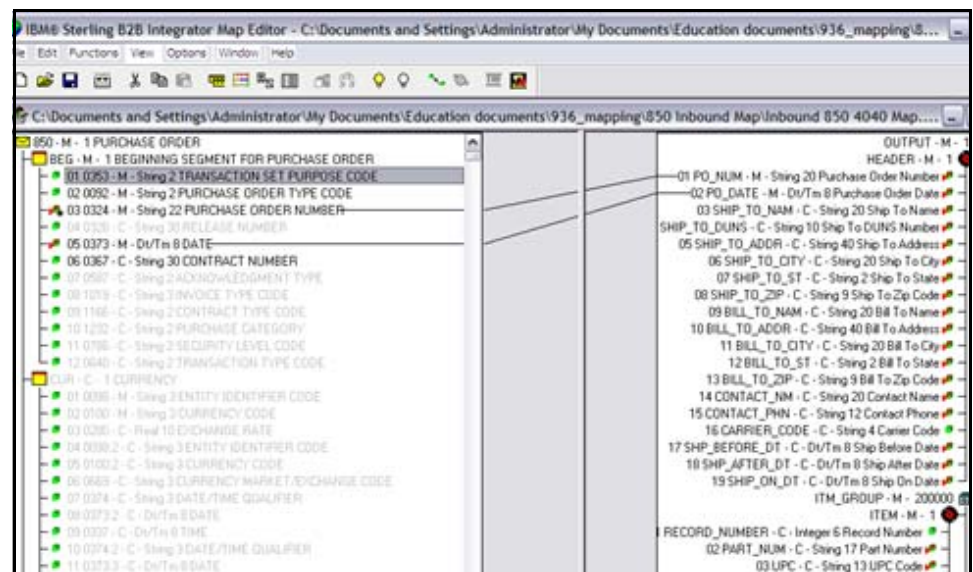 IBM® Sterling B2B Integrator Map Editor - C:\Documents and Settings\Administrator\My Documents\Education documents\936_mapping\8...
Edit Functions View Options Window Help
C:\Documents and Settings\Administrator\My Documents\Education documents\936_mapping\850 Inbound Map\Inbound 850 4040 Map....
850 - M - 1 PURCHASE ORDER
BEG - M - 1 BEGINNING SEGMENT FOR PURCHASE ORDER
01 0353 - M - String 2 TRANSACTION SET PURPOSE CODE
02 0092 - M - String 2 PURCHASE ORDER TYPE CODE
03 0324 - M - String 22 PURCHASE ORDER NUMBER
04 0328 - C - String 30 RELEASE NUMBER
05 0373 - M - Dt/Tm 8 DATE
06 0367 - C - String 30 CONTRACT NUMBER
07 0587 - C - String 2 ACKNOWLEDGMENT TYPE
08 1019 - C - String 3 INVOICE TYPE CODE
09 1166 - C - String 2 CONTRACT TYPE CODE
10 1232 - C - String 2 PURCHASE CATEGORY
11 0786 - C - String 2 SECURITY LEVEL CODE
12 0640 - C - String 2 TRANSACTION TYPE CODE
CUR - C - 1 CURRENCY
01 0098 - M - String 3 ENTITY IDENTIFIER CODE
02 0100 - M - String 3 CURRENCY CODE
03 0280 - C - Real 10 EXCHANGE RATE
04 0098:2 - C - String 3 ENTITY IDENTIFIER CODE
05 0100:2 - C - String 3 CURRENCY CODE
06 0669 - C - String 3 CURRENCY MARKET/EXCHANGE CODE
07 0374 - C - String 3 DATE/TIME QUALIFIER
08 0373:2 - C - Dt/Tm 8 DATE
09 0337 - C - Dt/Tm 8 TIME
10 0374:2 - C - String 3 DATE/TIME QUALIFIER
11 0373:3 - C - Dt/Tm 8 DATE
OUTPUT - M - 1
HEADER - M - 1
01 PO_NUM - M - String 20 Purchase Order Number
02 PO_DATE - M - Dt/Tm 8 Purchase Order Date
03 SHIP_TO_NAM - C - String 20 Ship To Name
SHIP_TO_DUNS - C - String 10 Ship To DUNS Number
05 SHIP_TO_ADDR - C - String 40 Ship To Address
06 SHIP_TO_CITY - C - String 20 Ship To City
07 SHIP_TO_ST - C - String 2 Ship To State
08 SHIP_TO_ZIP - C - String 9 Ship To Zip Code
09 BILL_TO_NAM - C - String 20 Bill To Name
10 BILL_TO_ADDR - C - String 40 Bill To Address
11 BILL_TO_CITY - C - String 20 Bill To City
12 BILL_TO_ST - C - String 2 Bill To State
13 BILL_TO_ZIP - C - String 9 Bill To Zip Code
14 CONTACT_NM - C - String 20 Contact Name
15 CONTACT_PHN - C - String 12 Contact Phone
16 CARRIER_CODE - C - String 4 Carrier Code
17 SHP_BEFORE_DT - C - Dt/Tm 8 Ship Before Date
18 SHIP_AFTER_DT - C - Dt/Tm 8 Ship After Date
19 SHIP_ON_DT - C - Dt/Tm 8 Ship On Date
ITM_GROUP - M - 200000
ITEM - M - 1
RECORD_NUMBER - C - Integer 6 Record Number
02 PART_NUM - C - String 17 Part Number
03 UPC - C - String 13 UPC Code